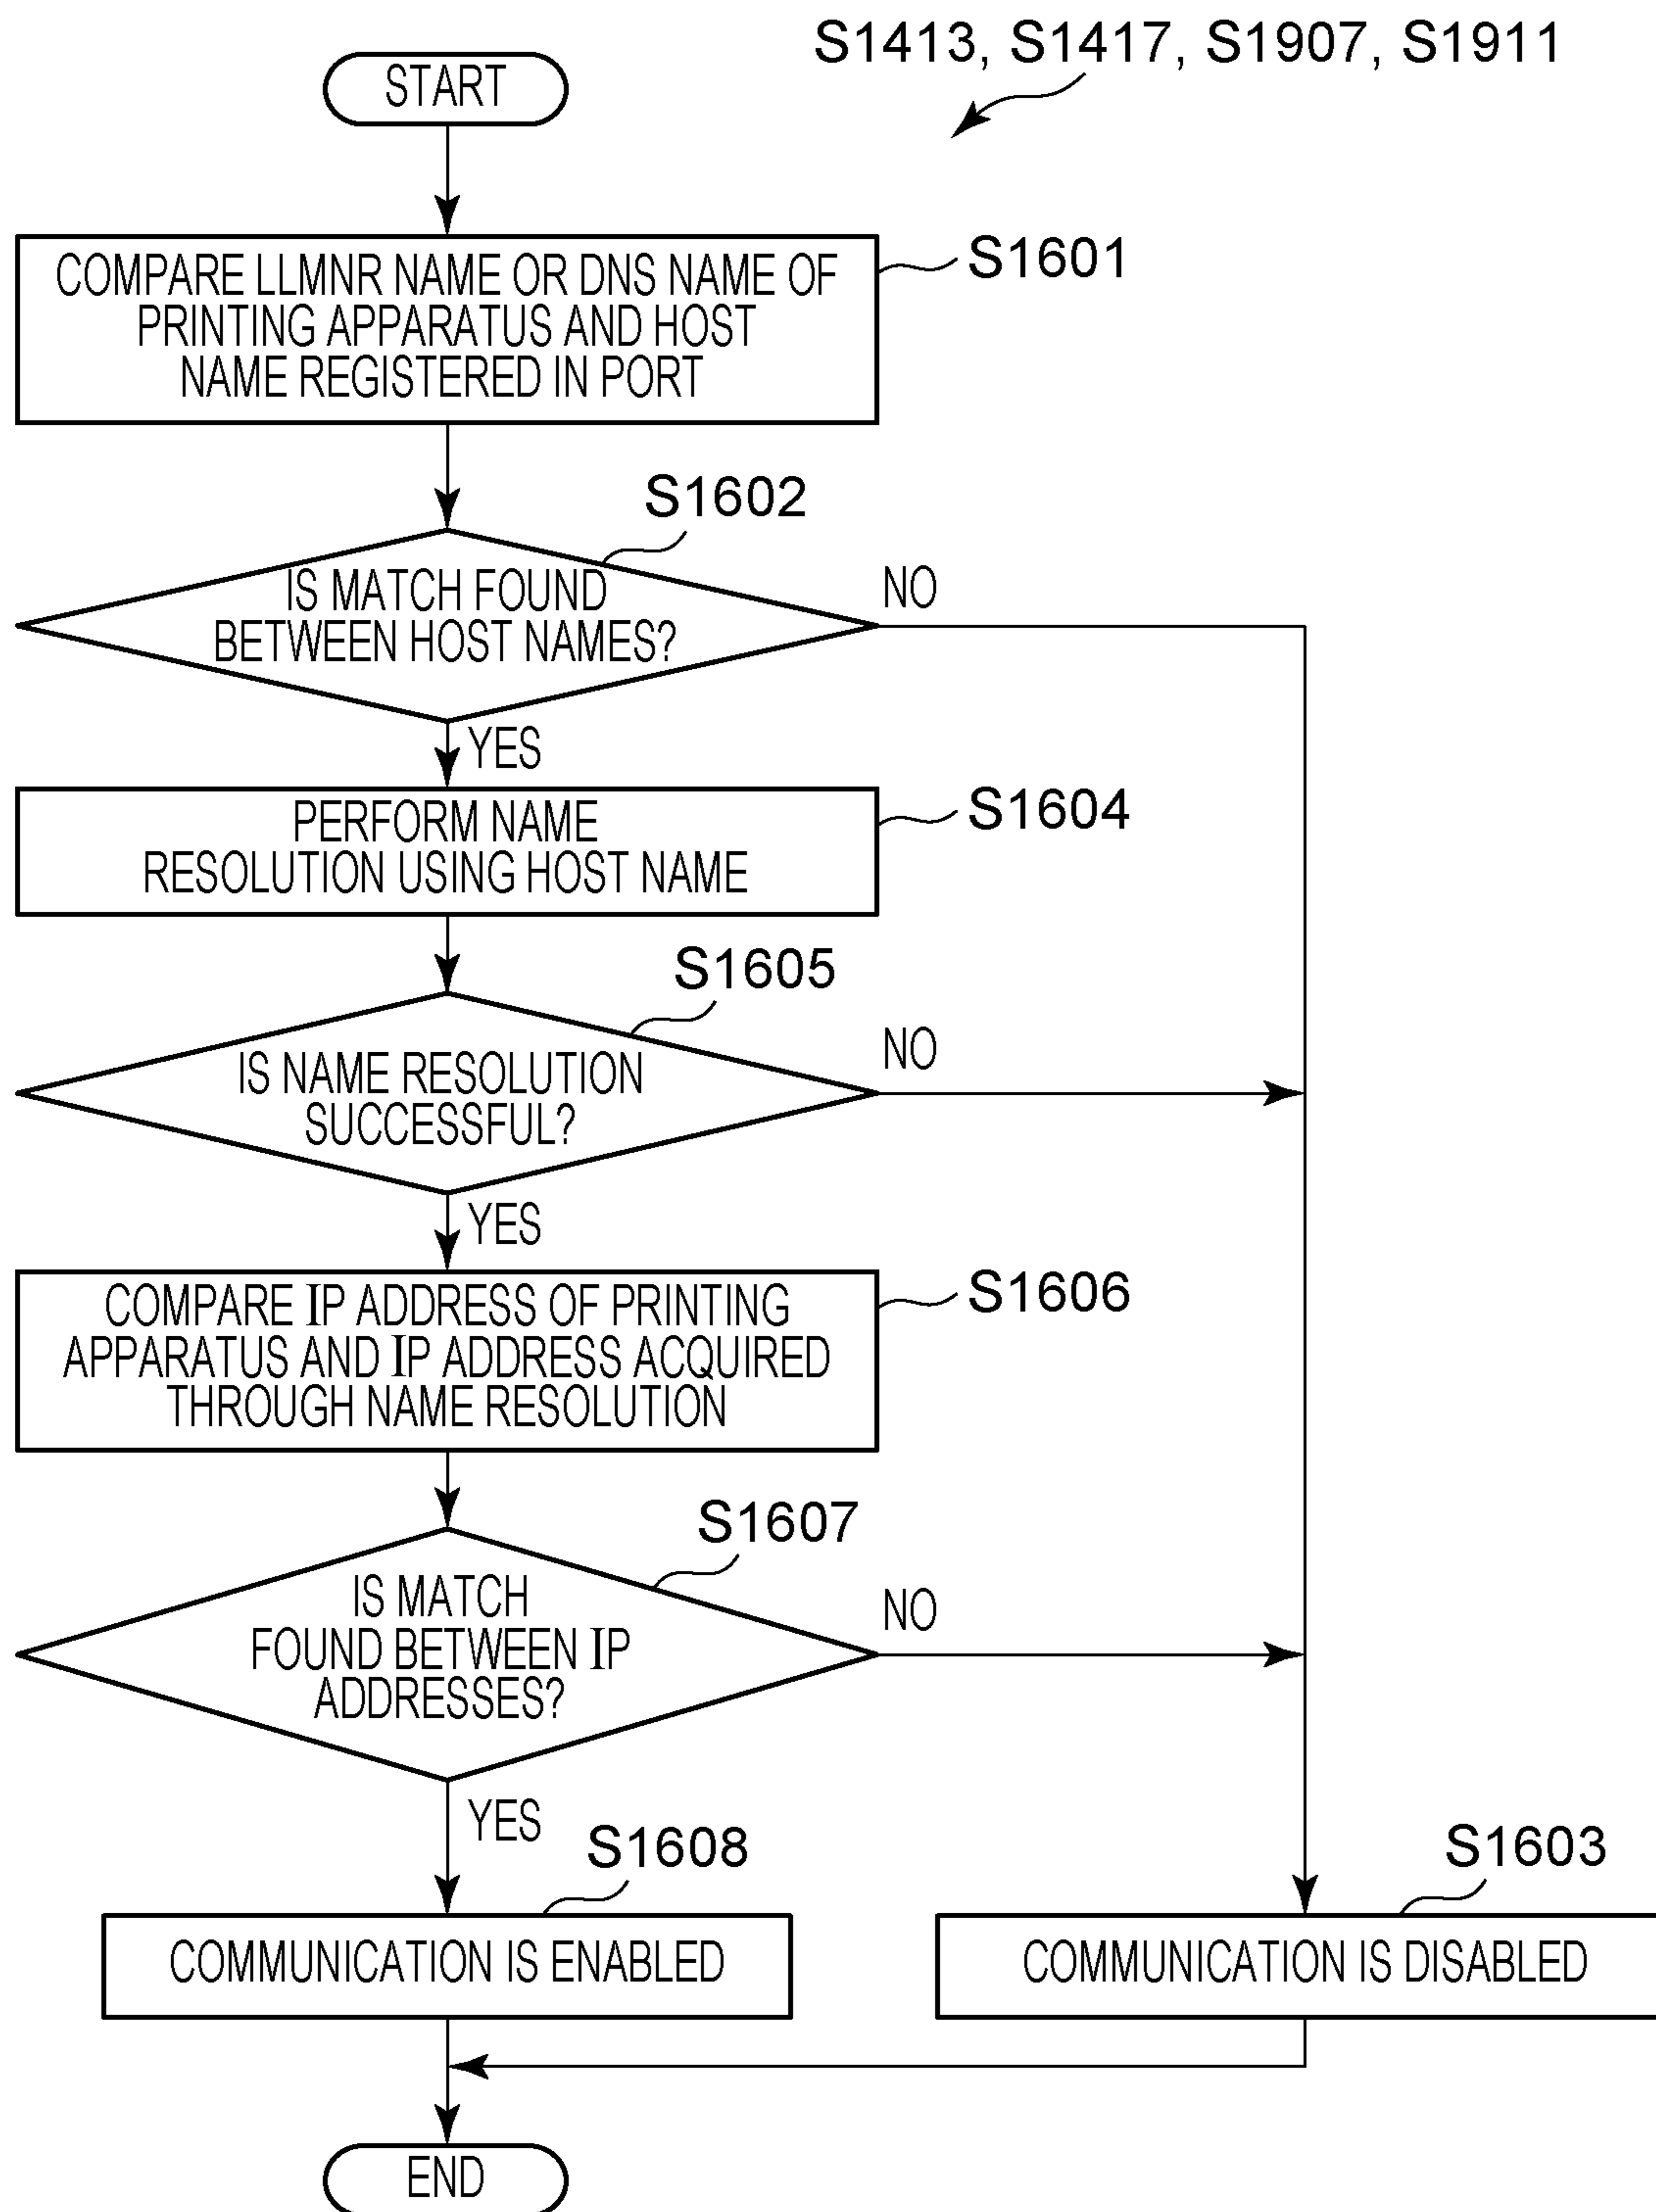 S1413, S1417, S1907, S1911
START
COMPARE LLMNR NAME OR DNS NAME OF
PRINTING APPARATUS AND HOST
NAME REGISTERED IN PORT
S1601
S1602
IS MATCH FOUND
BETWEEN HOST NAMES?
NO
YES
PERFORM NAME
RESOLUTION USING HOST NAME
S1604
S1605
IS NAME RESOLUTION
SUCCESSFUL?
NO
YES
COMPARE IP ADDRESS OF PRINTING
APPARATUS AND IP ADDRESS ACQUIRED
THROUGH NAME RESOLUTION
S1606
S1607
IS MATCH
FOUND BETWEEN IP
ADDRESSES?
NO
YES
S1608
COMMUNICATION IS ENABLED
S1603
COMMUNICATION IS DISABLED
END